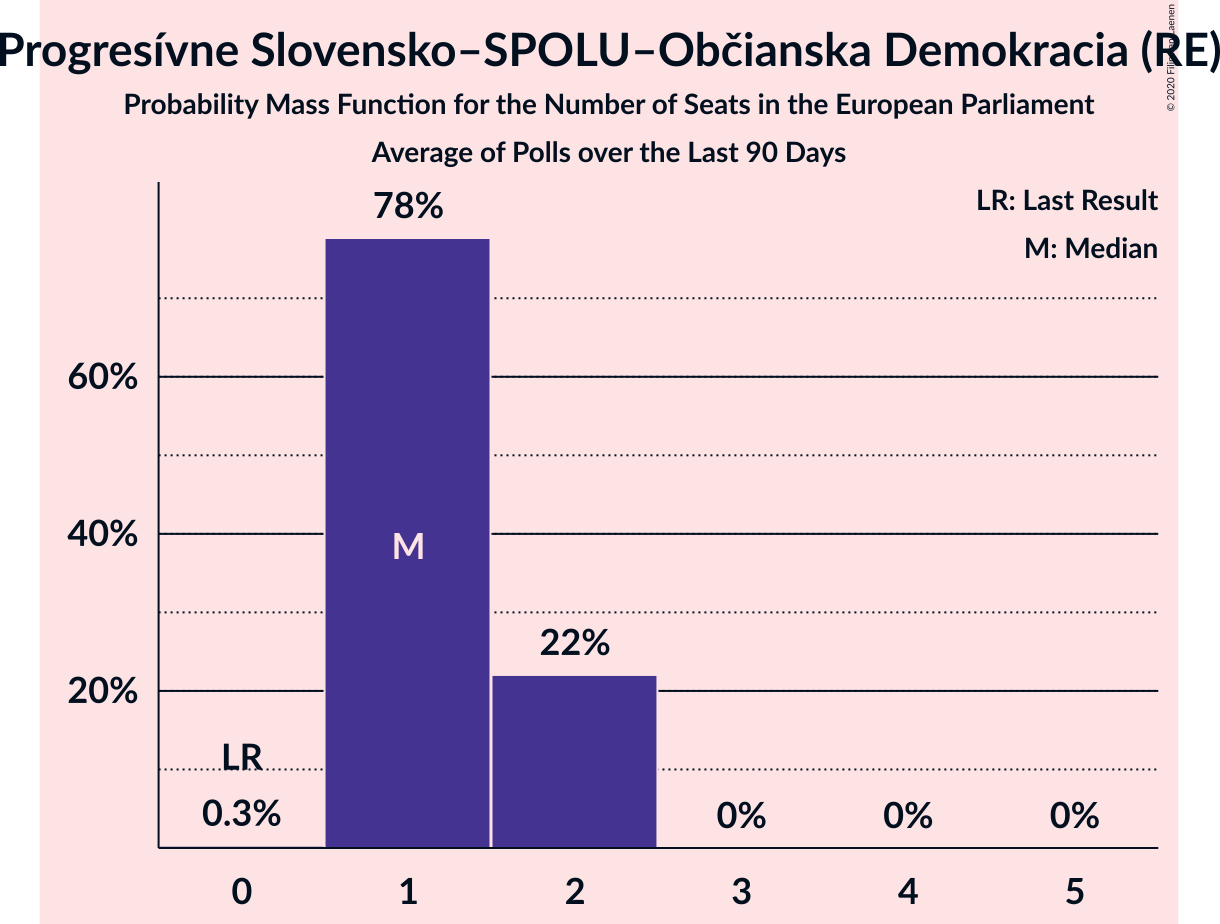 Progresívne Slovensko–SPOLU–Občianska Demokracia (RE)
Probability Mass Function for the Number of Seats in the European Parliament
Average of Polls over the Last 90 Days
© 2020 Laenen
LR: Last Result
M: Median
78%
60%
M
40%
22%
20%
LR
0.3%
0%
0%
0%
0
1
2
3
4
5